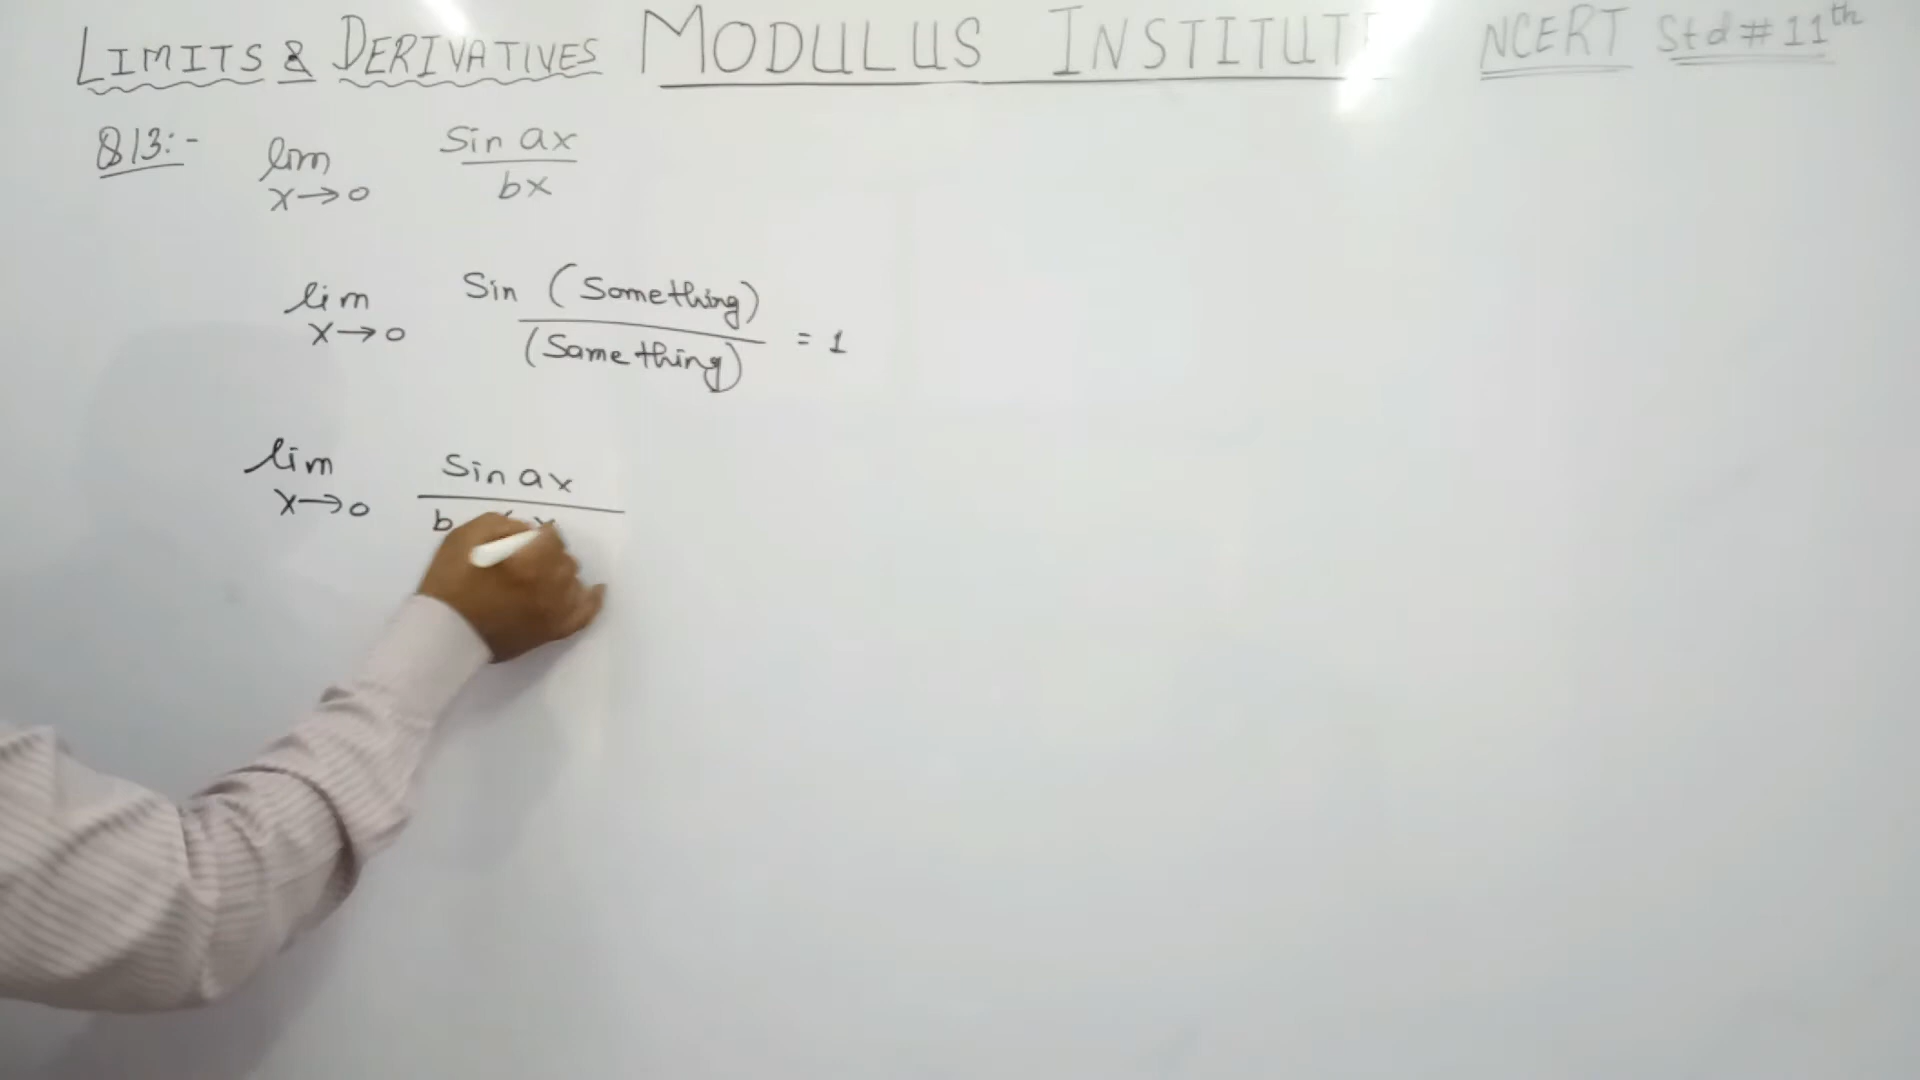 LIMITS & DERIVATIVES MODULUS INSTITUTE NCERT Std # 11th
Q13:- lim x→0 Sin ax / bx
lim x→0 Sin (Something) / (Same thing) = 1
lim x→0 Sin ax / b